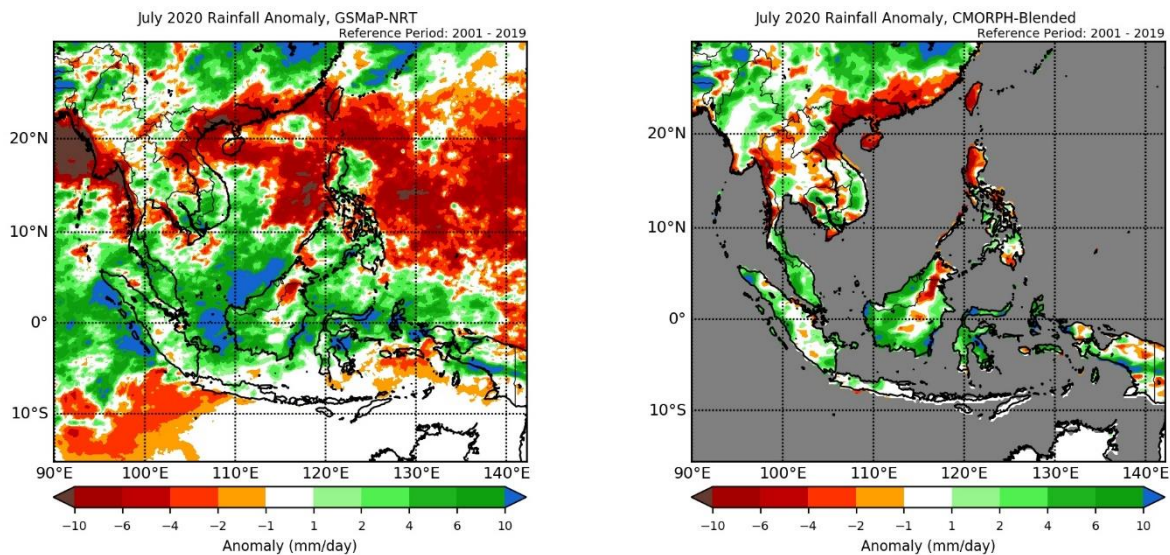 July 2020 Rainfall Anomaly, GSMaP-NRT
Reference Period: 2001 - 2019
20°N
10°N
0°
10°S
90°E 100°E 110°E 120°E 130°E 140°E
−10 −6 −4 −2 −1 1 2 4 6 10
Anomaly (mm/day)
July 2020 Rainfall Anomaly, CMORPH-Blended
Reference Period: 2001 - 2019
20°N
10°N
0°
10°S
90°E 100°E 110°E 120°E 130°E 140°E
−10 −6 −4 −2 −1 1 2 4 6 10
Anomaly (mm/day)